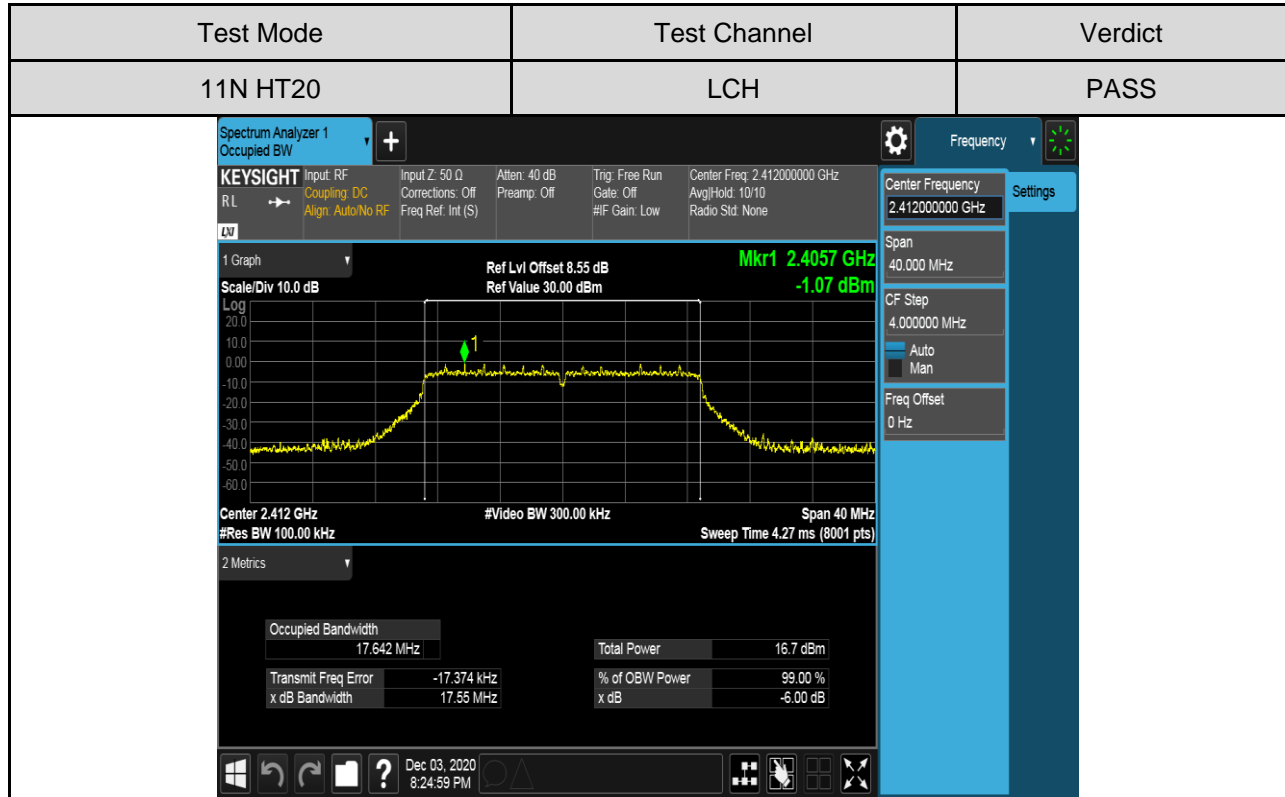 Test Mode Test Channel Verdict
11N HT20 LCH PASS
Spectrum Analyzer 1
Occupied BW
+
Frequency
KEYSIGHT
RL
LXI
Input: RF
Coupling: DC
Align: Auto/No RF
Input Z: 50 Ω
Corrections: Off
Freq Ref: Int (S)
Atten: 40 dB
Preamp: Off
Trig: Free Run
Gate: Off
#IF Gain: Low
Center Freq: 2.412000000 GHz
Avg|Hold: 10/10
Radio Std: None
Center Frequency
2.412000000 GHz
Settings
Span
40.000 MHz
CF Step
4.000000 MHz
Auto
Man
Freq Offset
0 Hz
1 Graph
Scale/Div 10.0 dB
Ref Lvl Offset 8.55 dB
Ref Value 30.00 dBm
Mkr1 2.4057 GHz
-1.07 dBm
Log
20.0
10.0
0.00
-10.0
-20.0
-30.0
-40.0
-50.0
-60.0
1
Center 2.412 GHz
#Res BW 100.00 kHz
#Video BW 300.00 kHz
Span 40 MHz
Sweep Time 4.27 ms (8001 pts)
2 Metrics
Occupied Bandwidth
17.642 MHz
Total Power 16.7 dBm
Transmit Freq Error -17.374 kHz
% of OBW Power 99.00 %
x dB Bandwidth 17.55 MHz
x dB -6.00 dB
?
Dec 03, 2020
8:24:59 PM